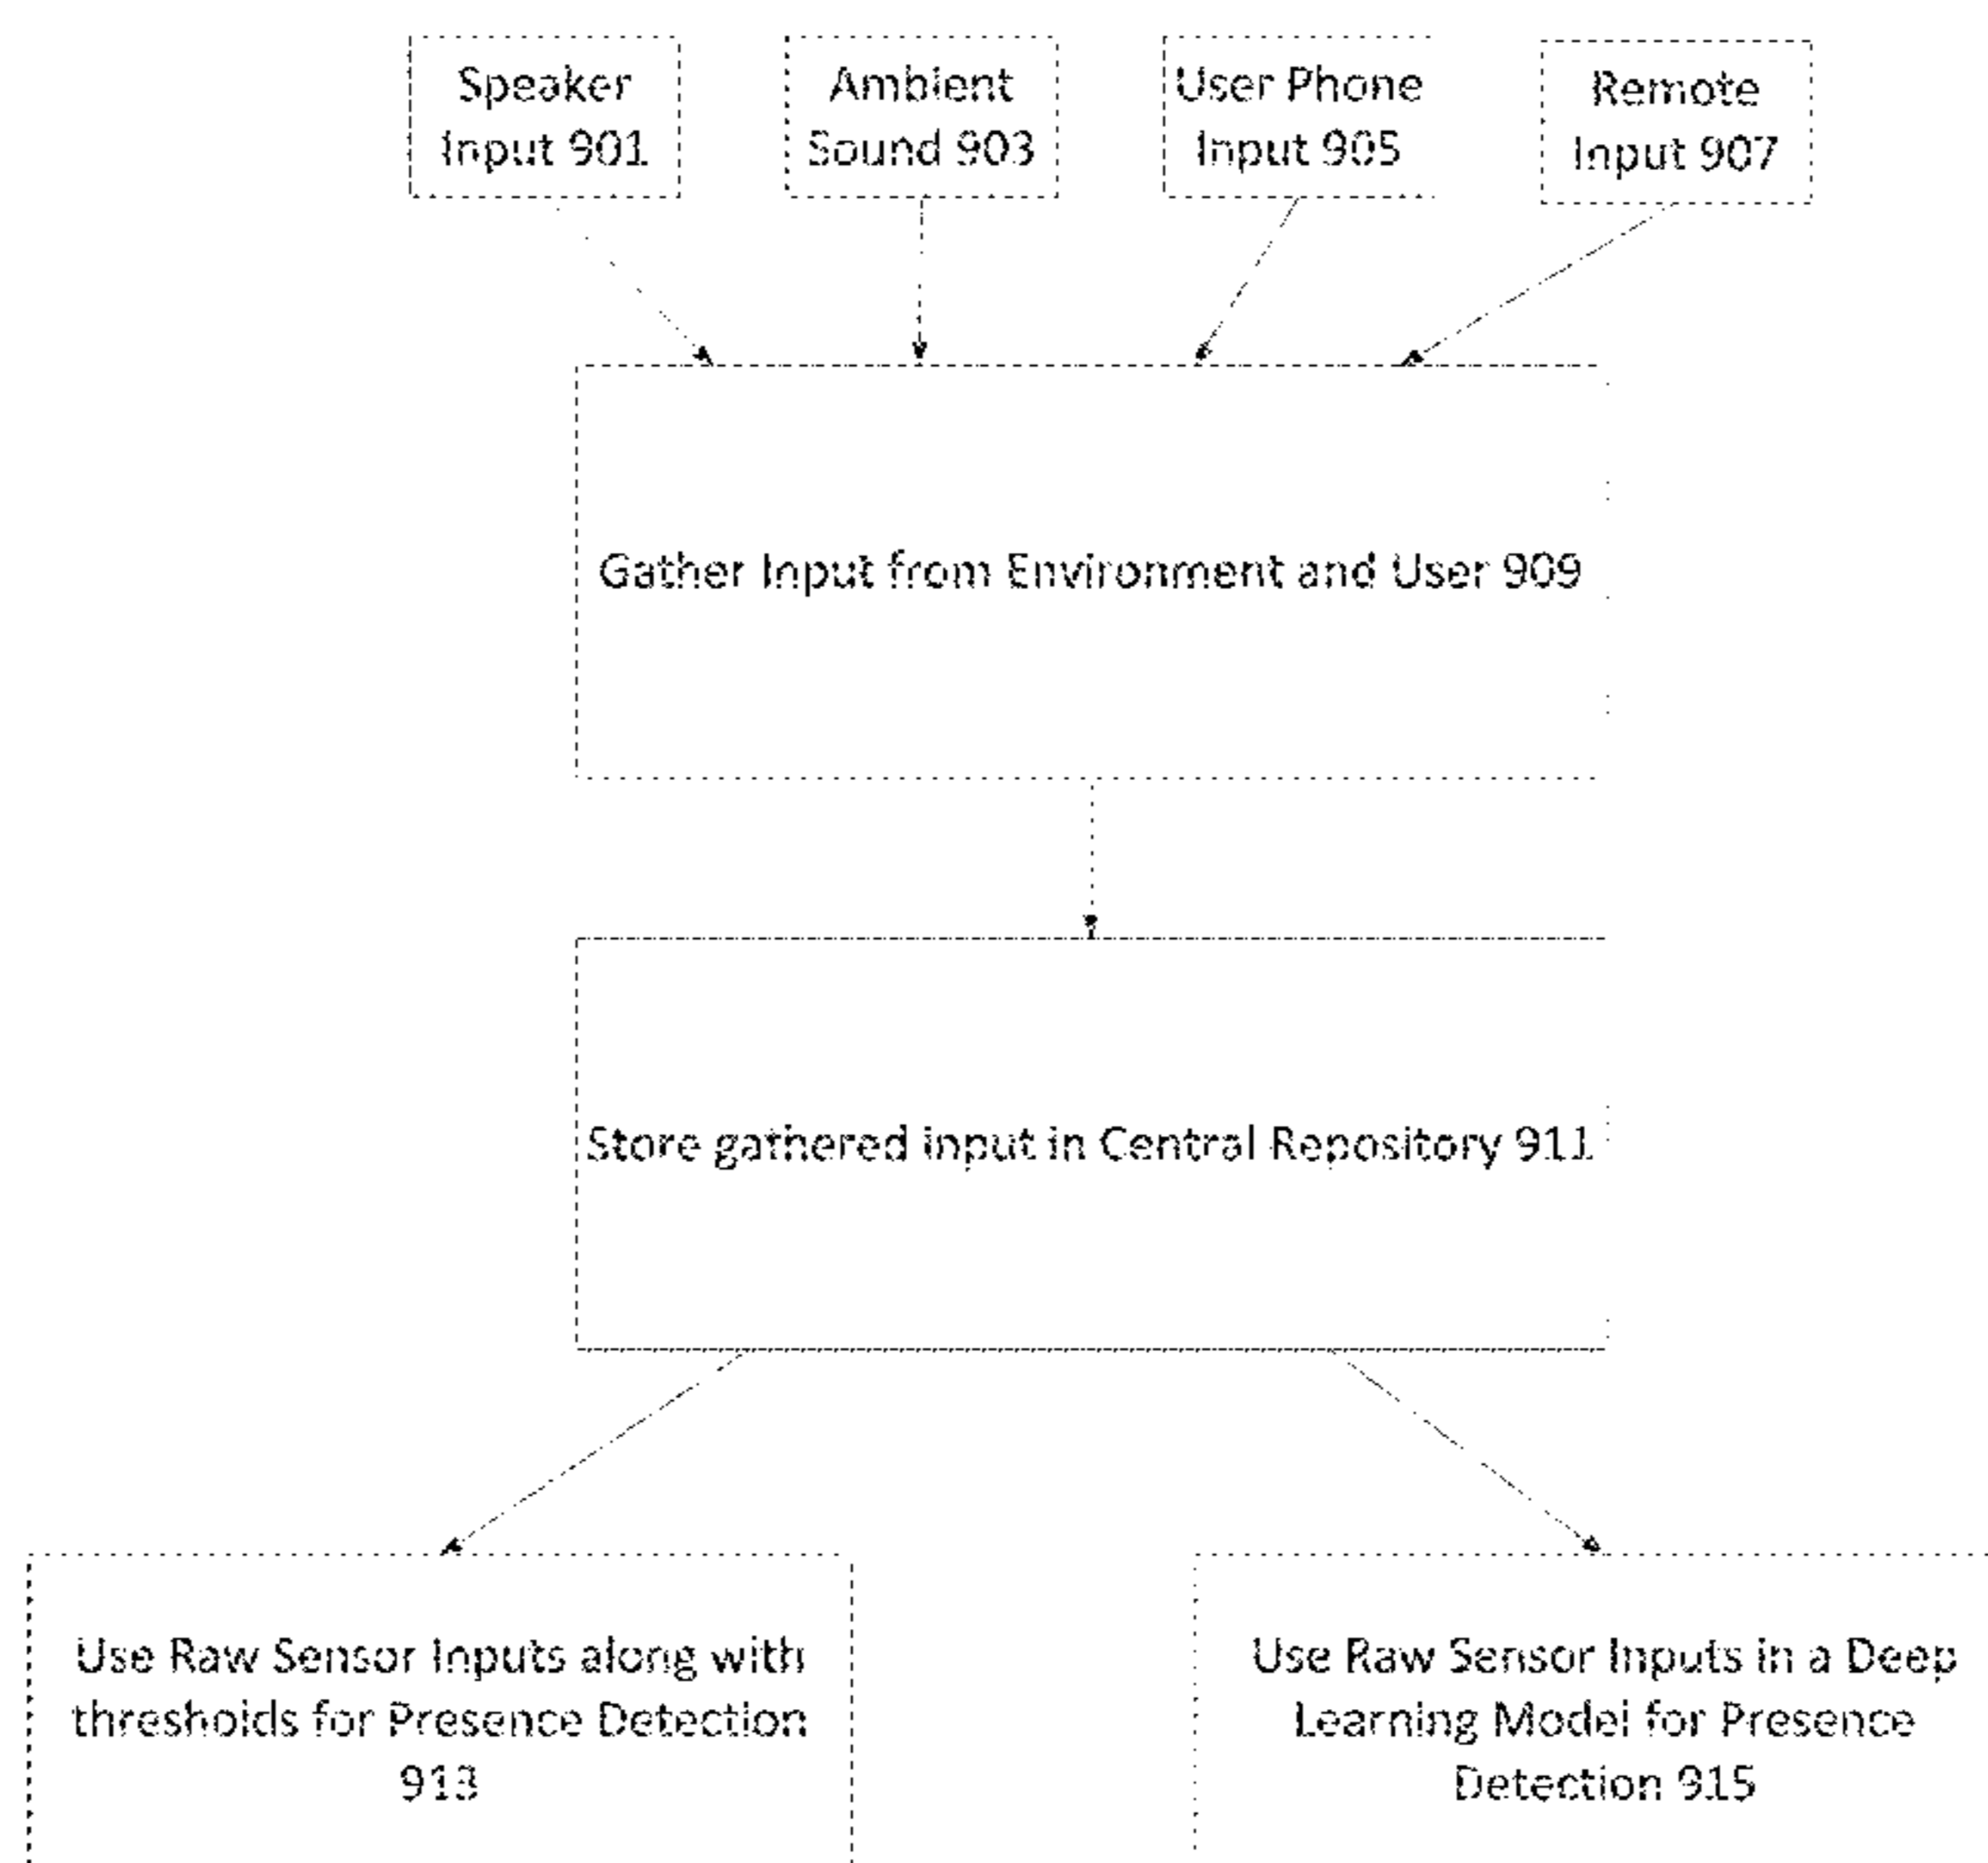 Speaker
Input 901
Ambient
Sound 903
User Phone
Input 905
Remote
Input 907
Gather Input from Environment and User 909
Store gathered input in Central Repository 911
Use Raw Sensor Inputs along with
thresholds for Presence Detection
913
Use Raw Sensor Inputs in a Deep
Learning Model for Presence
Detection 915